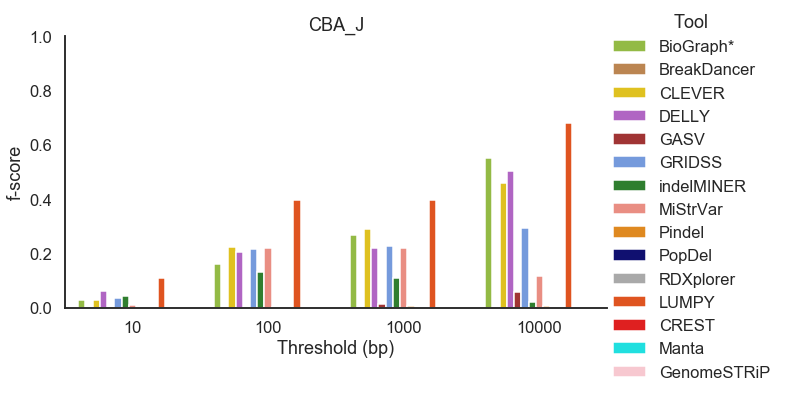 CBA_J
1.0
0.8
0.6
0.4
0.2
0.0
f-score
10
100
1000
10000
Threshold (bp)
Tool
BioGraph*
BreakDancer
CLEVER
DELLY
GASV
GRIDSS
indelMINER
MiStrVar
Pindel
PopDel
RDXplorer
LUMPY
CREST
Manta
GenomeSTRiP